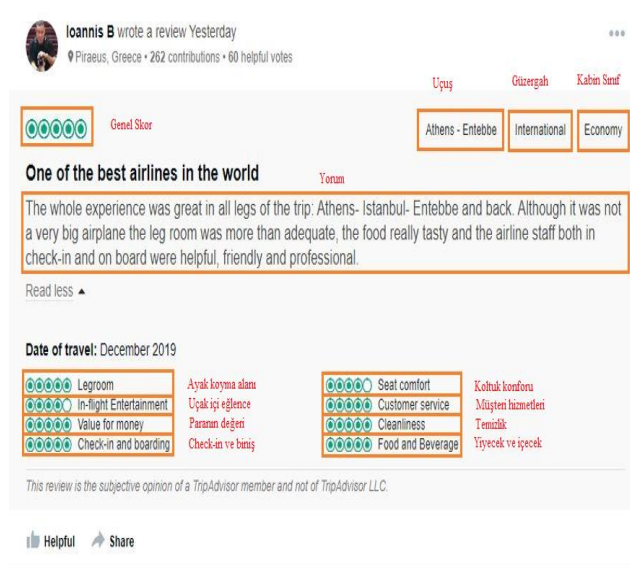 Ioannis B wrote a review Yesterday
Piraeus, Greece • 262 contributions • 60 helpful votes
Uçuş Güzergah Kabin Sınıf
Genel Skor Athens - Entebbe International Economy
One of the best airlines in the world Yorum
The whole experience was great in all legs of the trip: Athens- Istanbul- Entebbe and back. Although it was not
a very big airplane the leg room was more than adequate, the food really tasty and the airline staff both in
check-in and on board were helpful, friendly and professional.
Read less
Date of travel: December 2019
Legroom Ayak koyma alanı Seat comfort Koltuk konforu
In-flight Entertainment Uçak içi eğlence Customer service Müşteri hizmetleri
Value for money Paranın değeri Cleanliness Temizlik
Check-in and boarding Check-in ve biniş Food and Beverage Yiyecek ve içecek
This review is the subjective opinion of a TripAdvisor member and not of TripAdvisor LLC.
Helpful Share